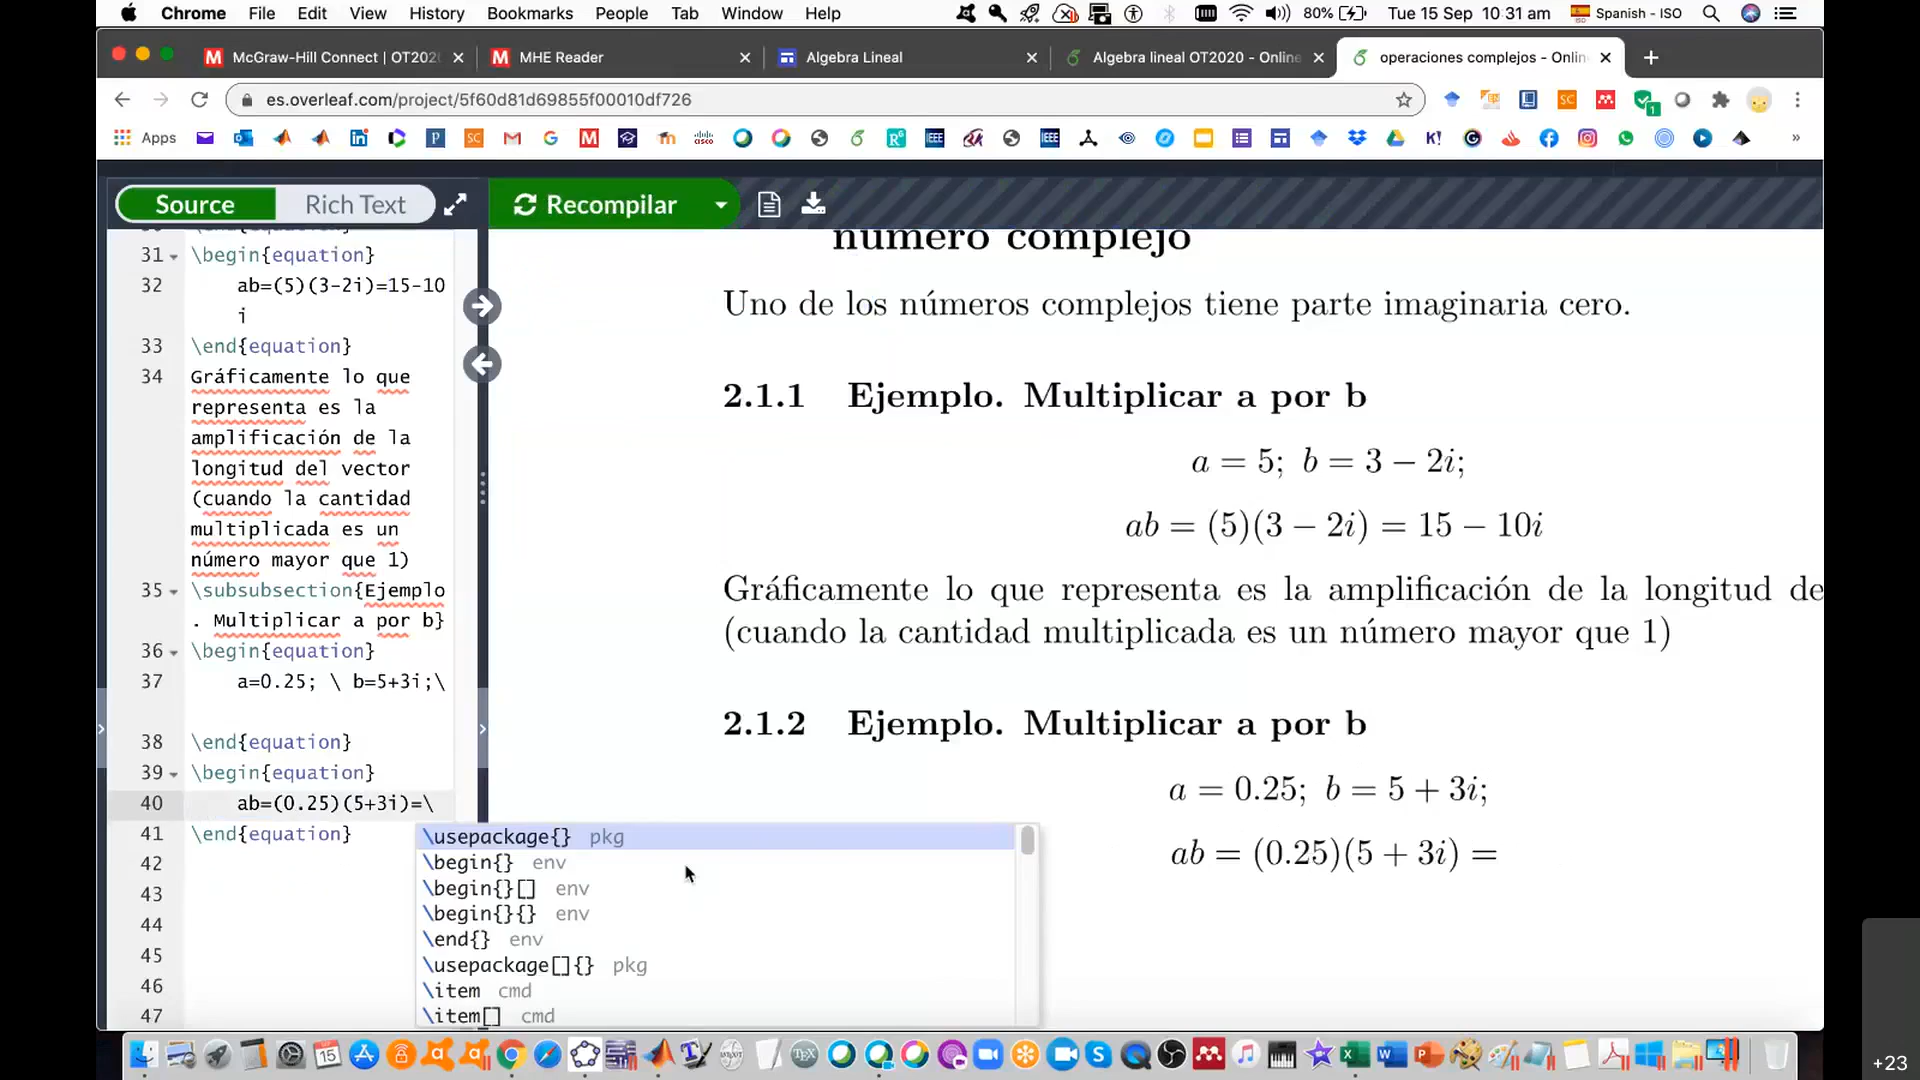 Chrome File Edit View History Bookmarks People Tab Window Help 80% Tue 15 Sep 10:31 am Spanish - ISO
McGraw-Hill Connect | OT202 MHE Reader Algebra Lineal Algebra lineal OT2020 - Online operaciones complejos - Onlin
es.overleaf.com/project/5f60d81d69855f00010df726
Apps
Source Rich Text Recompilar
31 \begin{equation}
32 ab=(5)(3-2i)=15-10
i
33 \end{equation}
34 Gráficamente lo que
representa es la
amplificación de la
longitud del vector
(cuando la cantidad
multiplicada es un
número mayor que 1)
35 \subsubsection{Ejemplo
. Multiplicar a por b}
36 \begin{equation}
37 a=0.25; \ b=5+3i;\
38 \end{equation}
39 \begin{equation}
40 ab=(0.25)(5+3i)=\
41 \end{equation}
42
43
44
45
46
47
\usepackage{} pkg
\begin{} env
\begin{}[] env
\begin{}{} env
\end{} env
\usepackage[]{} pkg
\item cmd
\item[] cmd
número complejo
Uno de los números complejos tiene parte imaginaria cero.
2.1.1 Ejemplo. Multiplicar a por b
a = 5; b = 3 − 2i;
ab = (5)(3 − 2i) = 15 − 10i
Gráficamente lo que representa es la amplificación de la longitud de
(cuando la cantidad multiplicada es un número mayor que 1)
2.1.2 Ejemplo. Multiplicar a por b
a = 0.25; b = 5 + 3i;
ab = (0.25)(5 + 3i) =
+23